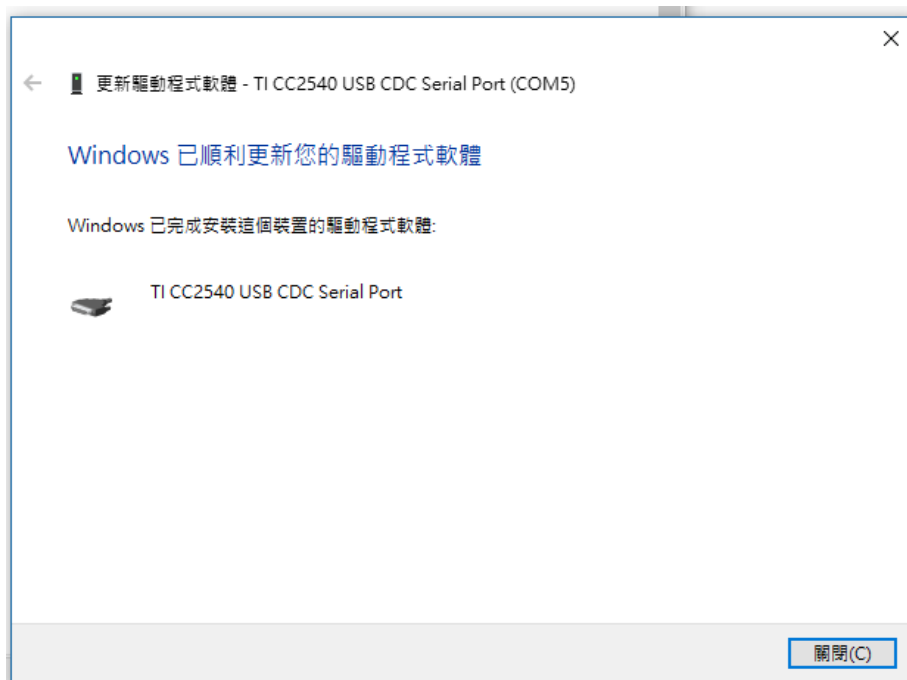 更新驅動程式軟體 - TI CC2540 USB CDC Serial Port (COM5)
Windows 已順利更新您的驅動程式軟體
Windows 已完成安裝這個裝置的驅動程式軟體:
TI CC2540 USB CDC Serial Port
關閉(C)